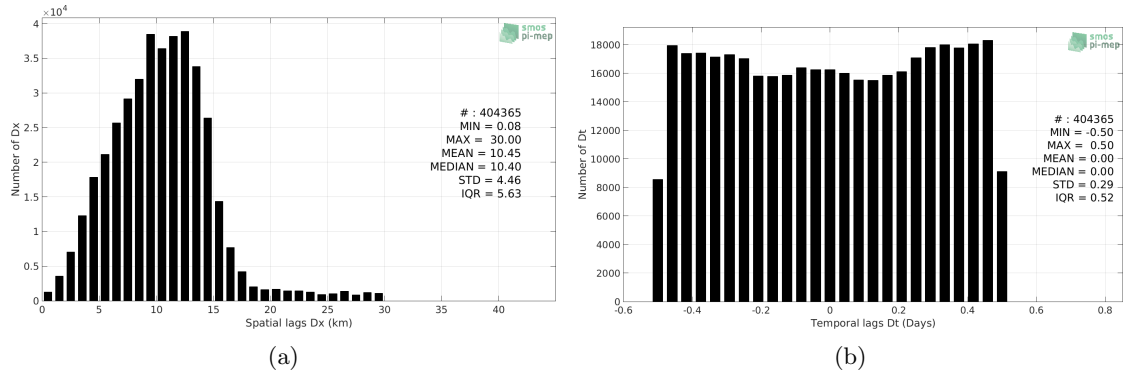 ×10⁴
4
3.5
3
2.5
2
1.5
1
0.5
0
Number of Dx
0 5 10 15 20 25 30 35 40
Spatial lags Dx (km)
smos
pi-mep
# : 404365
MIN = 0.08
MAX = 30.00
MEAN = 10.45
MEDIAN = 10.40
STD = 4.46
IQR = 5.63
(a)
18000
16000
14000
12000
10000
8000
6000
4000
2000
0
Number of Dt
-0.6 -0.4 -0.2 0 0.2 0.4 0.6 0.8
Temporal lags Dt (Days)
smos
pi-mep
# : 404365
MIN = -0.50
MAX = 0.50
MEAN = 0.00
MEDIAN = 0.00
STD = 0.29
IQR = 0.52
(b)